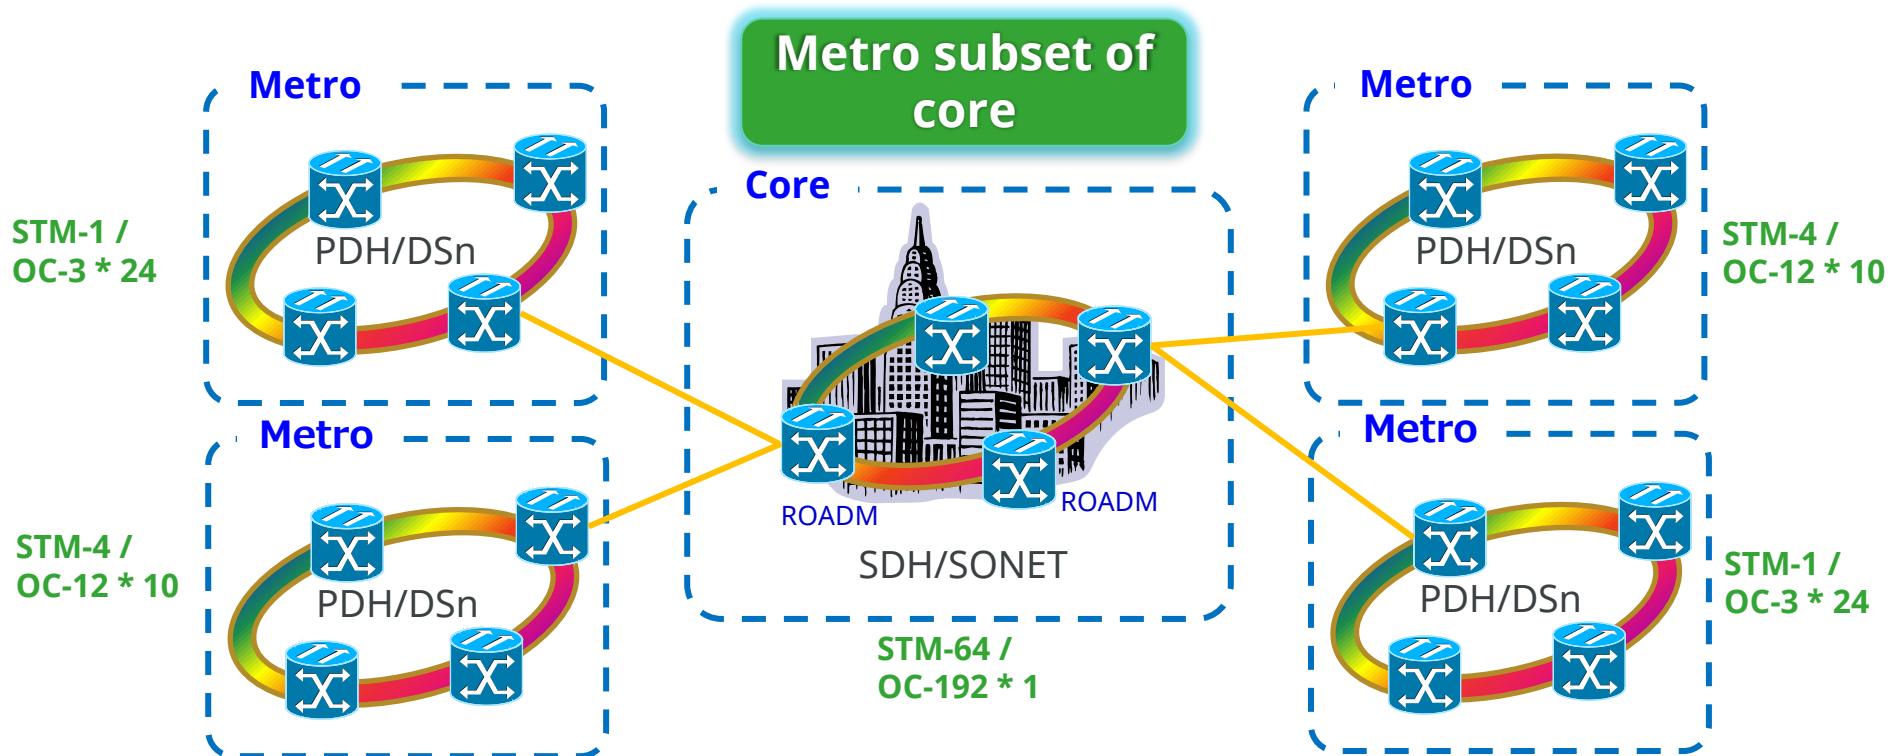 Metro subset of
core
Metro
PDH/DSn
STM-1 /
OC-3 * 24
Metro
PDH/DSn
STM-4 /
OC-12 * 10
Core
ROADM
ROADM
SDH/SONET
STM-64 /
OC-192 * 1
Metro
PDH/DSn
STM-4 /
OC-12 * 10
Metro
PDH/DSn
STM-1 /
OC-3 * 24